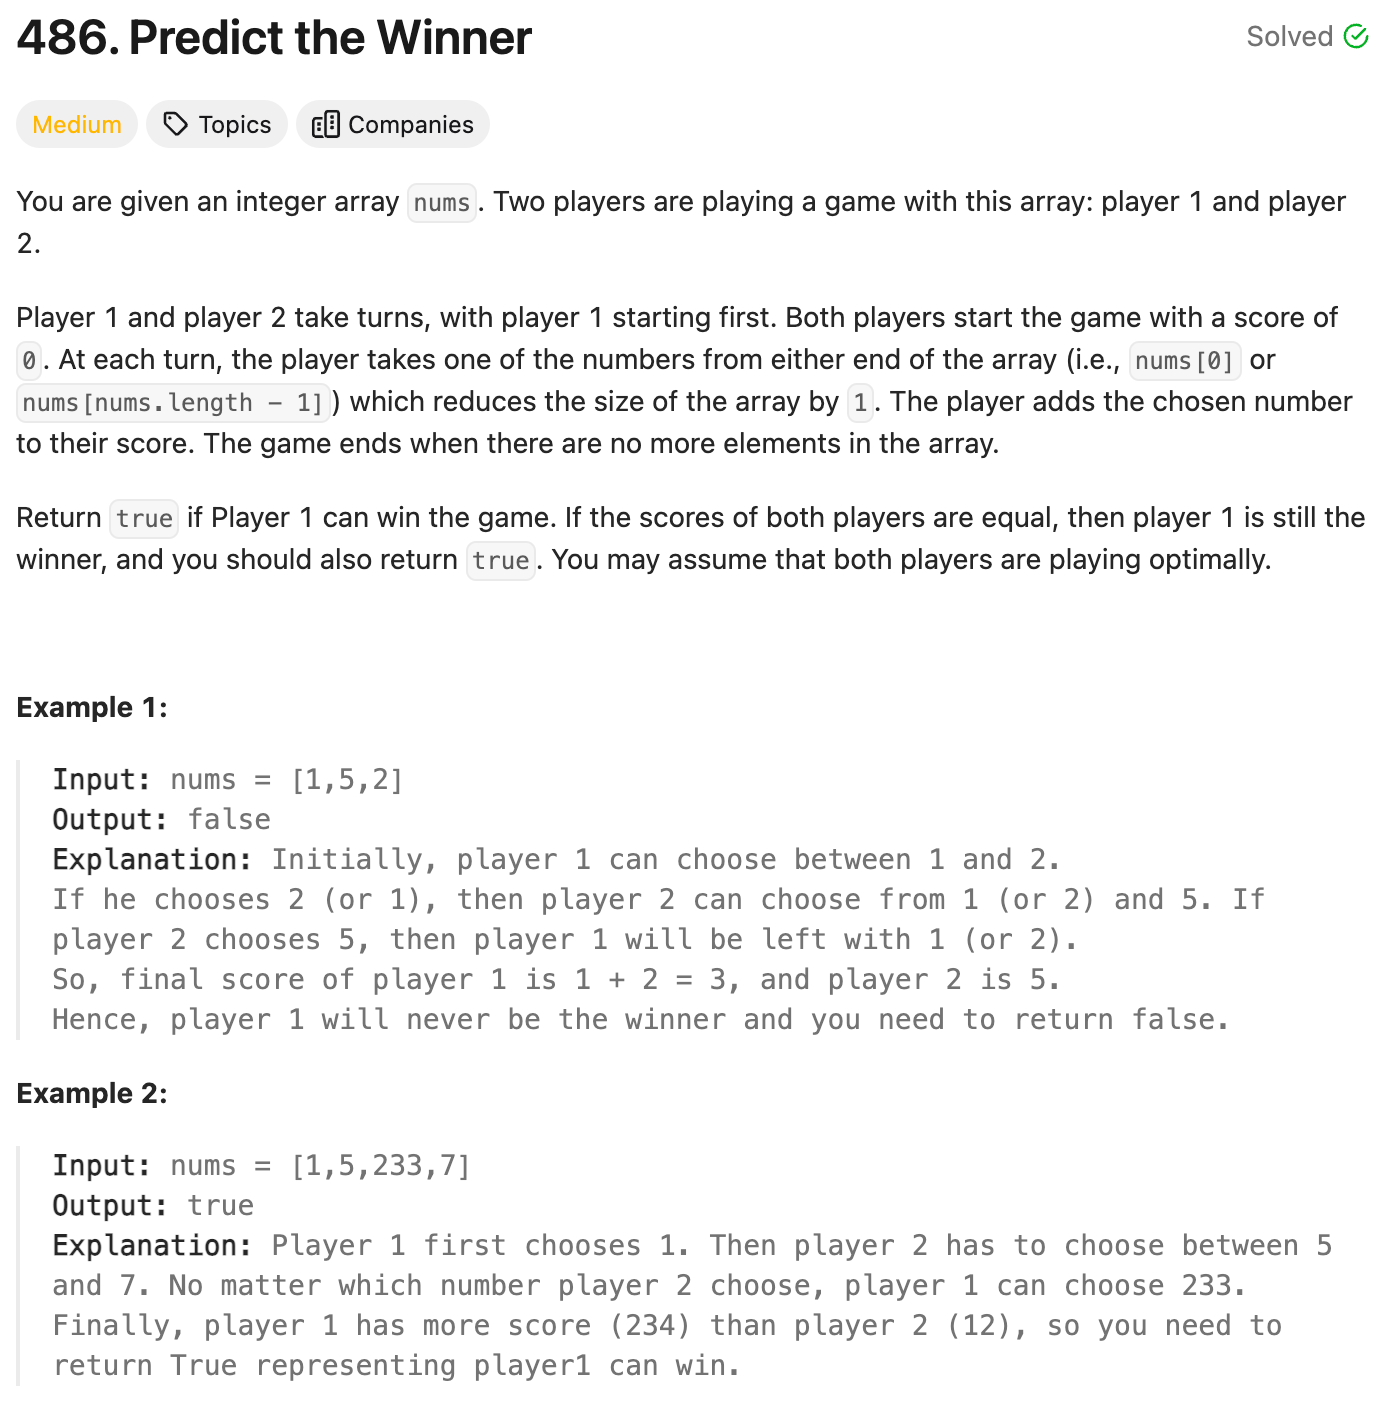 486. Predict the Winner
Solved
Medium
Topics
Companies
You are given an integer array nums. Two players are playing a game with this array: player 1 and player
2.
Player 1 and player 2 take turns, with player 1 starting first. Both players start the game with a score of
0. At each turn, the player takes one of the numbers from either end of the array (i.e., nums[0] or
nums[nums.length - 1]) which reduces the size of the array by 1. The player adds the chosen number
to their score. The game ends when there are no more elements in the array.
Return true if Player 1 can win the game. If the scores of both players are equal, then player 1 is still the
winner, and you should also return true. You may assume that both players are playing optimally.
Example 1:
Input: nums = [1,5,2]
Output: false
Explanation: Initially, player 1 can choose between 1 and 2.
If he chooses 2 (or 1), then player 2 can choose from 1 (or 2) and 5. If
player 2 chooses 5, then player 1 will be left with 1 (or 2).
So, final score of player 1 is 1 + 2 = 3, and player 2 is 5.
Hence, player 1 will never be the winner and you need to return false.
Example 2:
Input: nums = [1,5,233,7]
Output: true
Explanation: Player 1 first chooses 1. Then player 2 has to choose between 5
and 7. No matter which number player 2 choose, player 1 can choose 233.
Finally, player 1 has more score (234) than player 2 (12), so you need to
return True representing player1 can win.